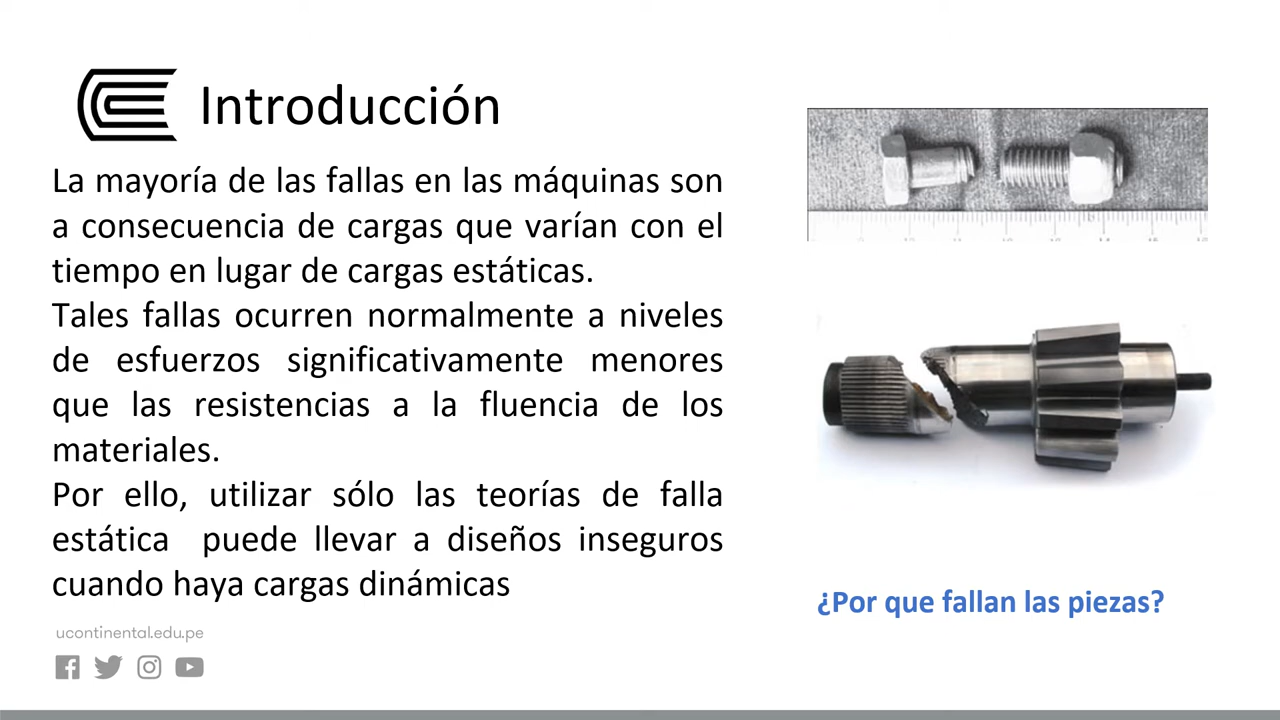 Introducción
La mayoría de las fallas en las máquinas son
a consecuencia de cargas que varían con el
tiempo en lugar de cargas estáticas.
Tales fallas ocurren normalmente a niveles
de esfuerzos significativamente menores
que las resistencias a la fluencia de los
materiales.
Por ello, utilizar sólo las teorías de falla
estática puede llevar a diseños inseguros
cuando haya cargas dinámicas
¿Por que fallan las piezas?
ucontinental.edu.pe